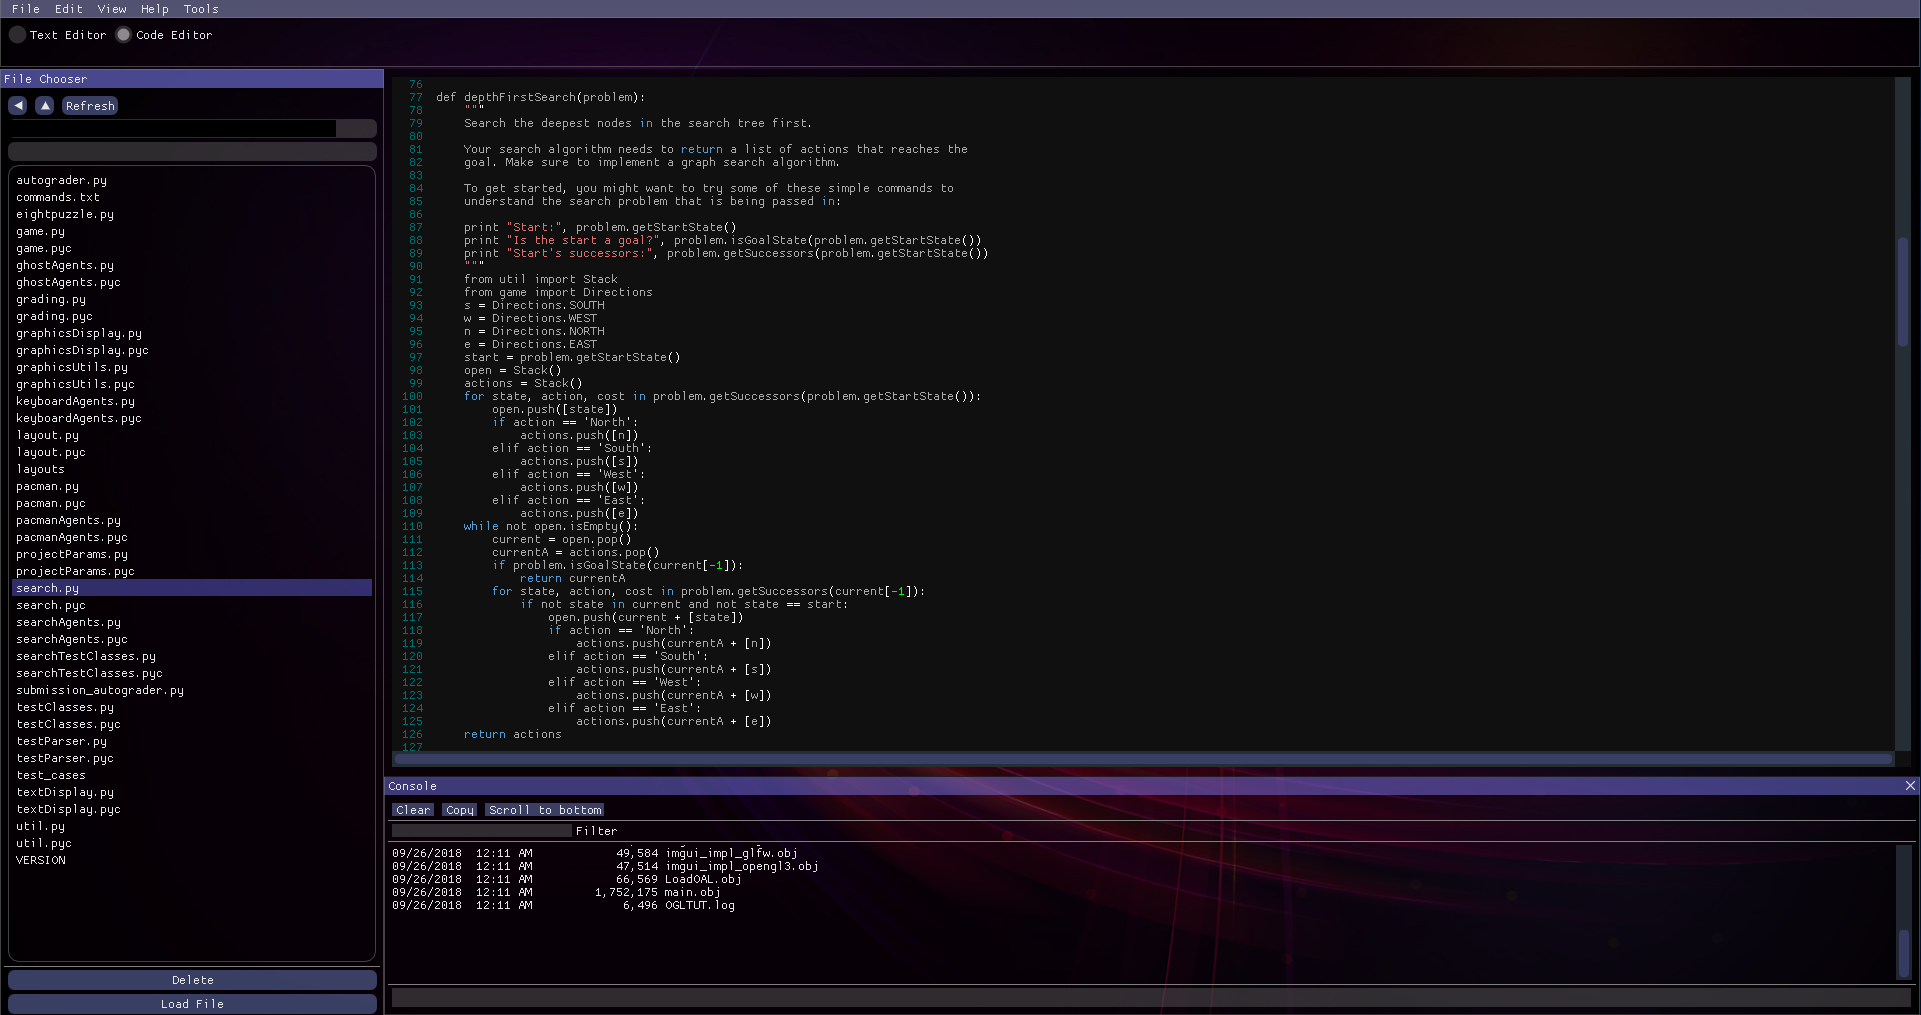 File Edit View Help Tools
Text Editor Code Editor
File Chooser
Refresh
autograder.py
commands.txt
eightpuzzle.py
game.py
game.pyc
ghostAgents.py
ghostAgents.pyc
grading.py
grading.pyc
graphicsDisplay.py
graphicsDisplay.pyc
graphicsUtils.py
graphicsUtils.pyc
keyboardAgents.py
keyboardAgents.pyc
layout.py
layout.pyc
layouts
pacman.py
pacman.pyc
pacmanAgents.py
pacmanAgents.pyc
projectParams.py
projectParams.pyc
search.py
search.pyc
searchAgents.py
searchAgents.pyc
searchTestClasses.py
searchTestClasses.pyc
submission_autograder.py
testClasses.py
testClasses.pyc
testParser.py
testParser.pyc
test_cases
textDisplay.py
textDisplay.pyc
util.py
util.pyc
VERSION
Delete
Load File
76
77 def depthFirstSearch(problem):
78     """
79     Search the deepest nodes in the search tree first.
80
81     Your search algorithm needs to return a list of actions that reaches the
82     goal. Make sure to implement a graph search algorithm.
83
84     To get started, you might want to try some of these simple commands to
85     understand the search problem that is being passed in:
86
87     print "Start:", problem.getStartState()
88     print "Is the start a goal?", problem.isGoalState(problem.getStartState())
89     print "Start's successors:", problem.getSuccessors(problem.getStartState())
90     """
91     from util import Stack
92     from game import Directions
93     s = Directions.SOUTH
94     w = Directions.WEST
95     n = Directions.NORTH
96     e = Directions.EAST
97     start = problem.getStartState()
98     open = Stack()
99     actions = Stack()
100     for state, action, cost in problem.getSuccessors(problem.getStartState()):
101         open.push([state])
102         if action == 'North':
103             actions.push([n])
104         elif action == 'South':
105             actions.push([s])
106         elif action == 'West':
107             actions.push([w])
108         elif action == 'East':
109             actions.push([e])
110     while not open.isEmpty():
111         current = open.pop()
112         currentA = actions.pop()
113         if problem.isGoalState(current[-1]):
114             return currentA
115         for state, action, cost in problem.getSuccessors(current[-1]):
116             if not state in current and not state == start:
117                 open.push(current + [state])
118                 if action == 'North':
119                     actions.push(currentA + [n])
120                 elif action == 'South':
121                     actions.push(currentA + [s])
122                 elif action == 'West':
123                     actions.push(currentA + [w])
124                 elif action == 'East':
125                     actions.push(currentA + [e])
126     return actions
127
Console
Clear Copy Scroll to bottom
Filter
09/26/2018  12:11 AM            49,584 imgui_impl_glfw.obj
09/26/2018  12:11 AM            47,514 imgui_impl_opengl3.obj
09/26/2018  12:11 AM            66,569 LoadOAL.obj
09/26/2018  12:11 AM         1,752,175 main.obj
09/26/2018  12:11 AM             6,496 OGLTUT.log